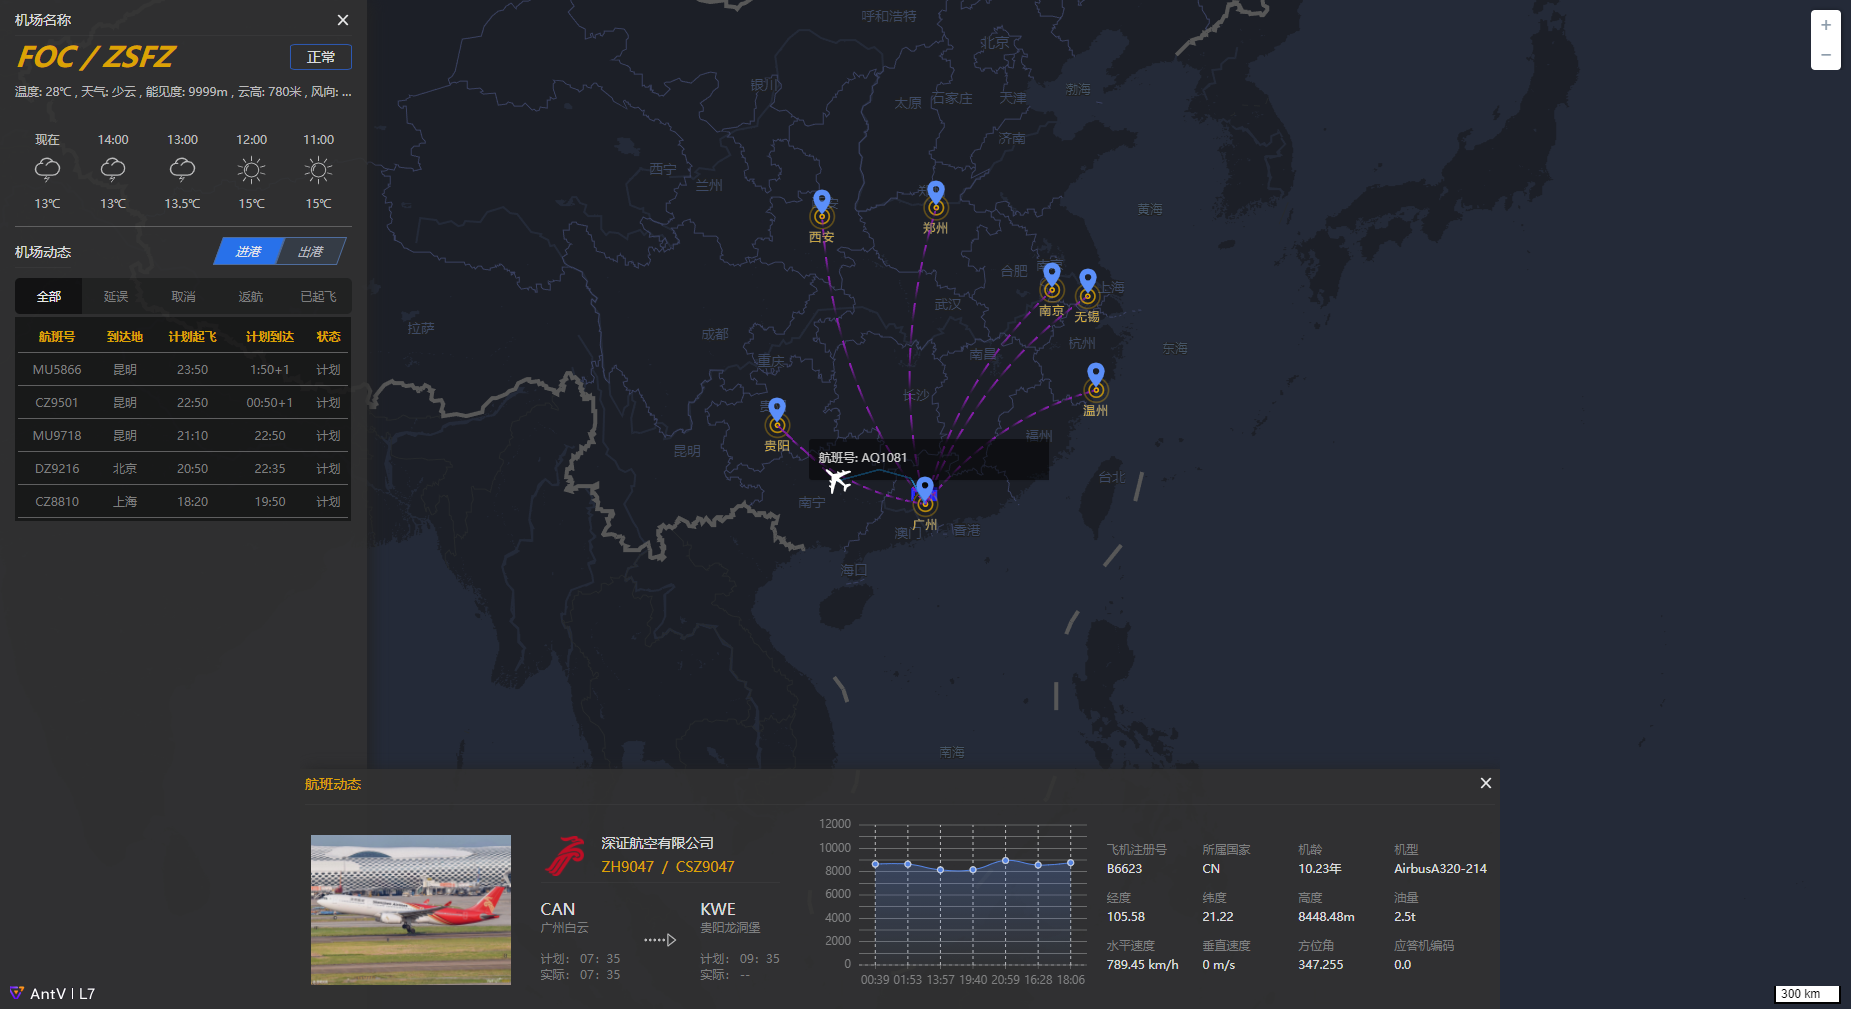 机场名称
FOC / ZSFZ
正常
温度: 28℃ , 天气: 少云 , 能见度: 9999m , 云高: 780米 , 风向: ...
现在 14:00 13:00 12:00 11:00
13℃ 13℃ 13.5℃ 15℃ 15℃
机场动态
进港 出港
全部 延误 取消 返航 已起飞
航班号 到达地 计划起飞 计划到达 状态
MU5866 昆明 23:50 1:50+1 计划
CZ9501 昆明 22:50 00:50+1 计划
MU9718 昆明 21:10 22:50 计划
DZ9216 北京 20:50 22:35 计划
CZ8810 上海 18:20 19:50 计划
呼和浩特
北京
银川
太原
石家庄
天津
渤海
济南
西宁
兰州
黄海
西安
郑州
合肥
上海
南京
无锡
武汉
拉萨
成都
重庆
南昌
杭州
东海
长沙
温州
贵阳
昆明
福州
航班号: AQ1081
台北
南宁
广州
澳门
香港
海口
南海
+
−
航班动态
深证航空有限公司
ZH9047 / CSZ9047
CAN
广州白云
计划: 07: 35
实际: 07: 35
KWE
贵阳龙洞堡
计划: 09: 35
实际: --
12000
10000
8000
6000
4000
2000
0
00:39 01:53 13:57 19:40 20:59 16:28 18:06
飞机注册号 所属国家 机龄 机型
B6623 CN 10.23年 AirbusA320-214
经度 纬度 高度 油量
105.58 21.22 8448.48m 2.5t
水平速度 垂直速度 方位角 应答机编码
789.45 km/h 0 m/s 347.255 0.0
AntV | L7
300 km